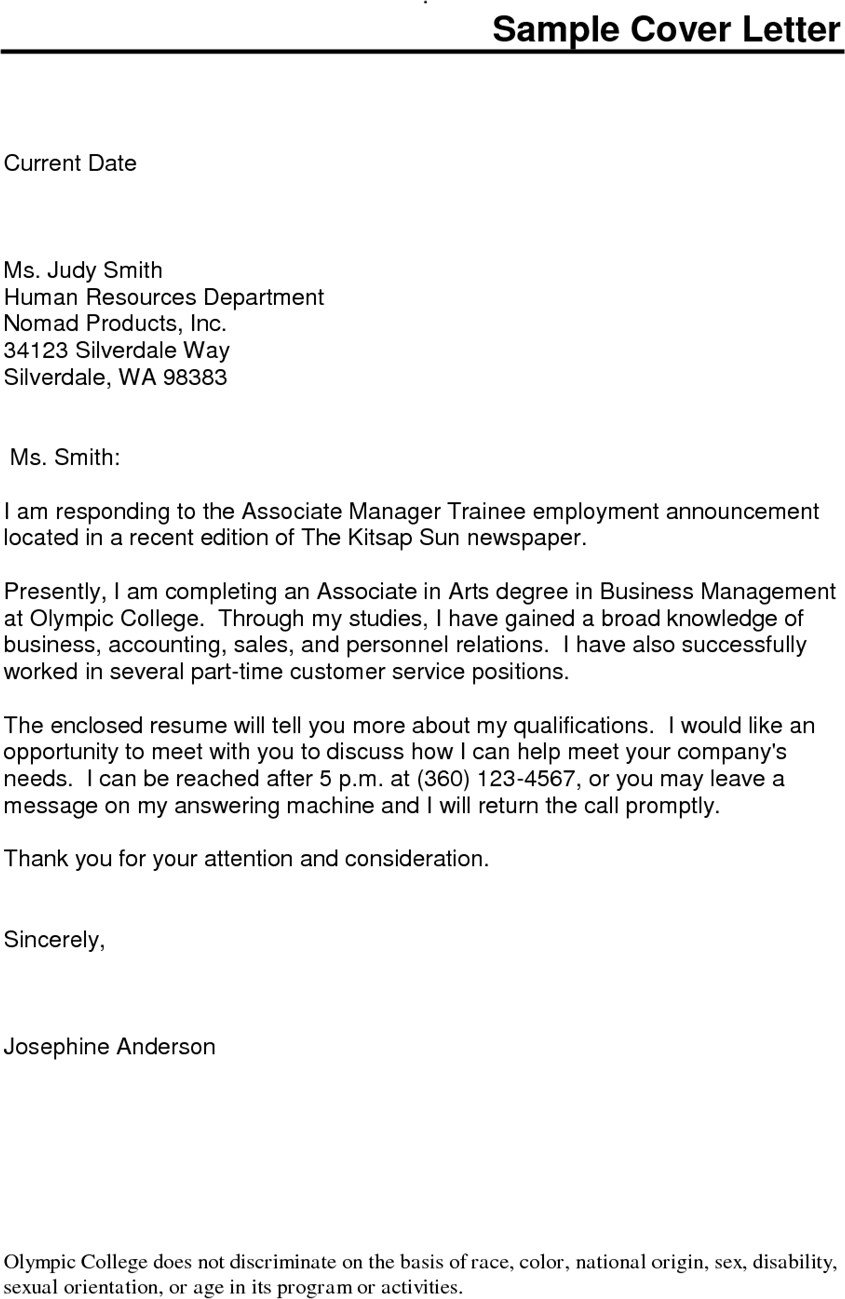 Sample Cover Letter
Current Date
Ms. Judy Smith
Human Resources Department
Nomad Products, Inc.
34123 Silverdale Way
Silverdale, WA 98383
Ms. Smith:
I am responding to the Associate Manager Trainee employment announcement
located in a recent edition of The Kitsap Sun newspaper.
Presently, I am completing an Associate in Arts degree in Business Management
at Olympic College.  Through my studies, I have gained a broad knowledge of
business, accounting, sales, and personnel relations.  I have also successfully
worked in several part-time customer service positions.
The enclosed resume will tell you more about my qualifications.  I would like an
opportunity to meet with you to discuss how I can help meet your company's
needs.  I can be reached after 5 p.m. at (360) 123-4567, or you may leave a
message on my answering machine and I will return the call promptly.
Thank you for your attention and consideration.
Sincerely,
Josephine Anderson
Olympic College does not discriminate on the basis of race, color, national origin, sex, disability,
sexual orientation, or age in its program or activities.